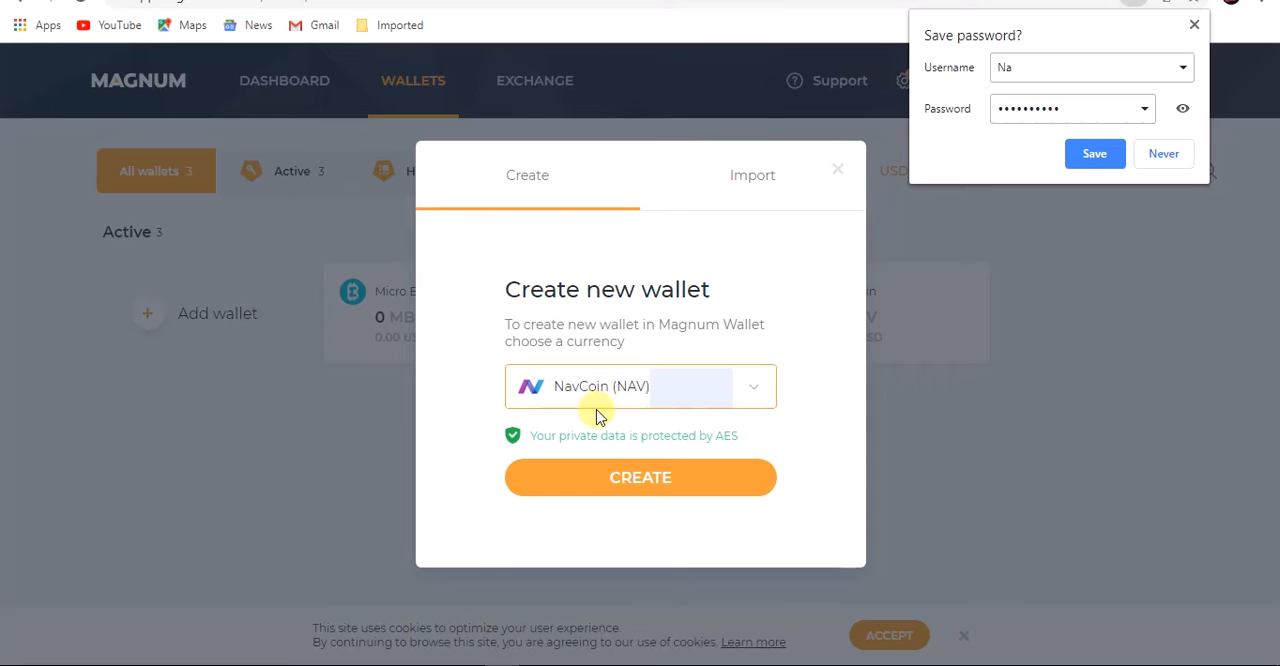 Apps YouTube Maps News Gmail Imported
Save password?
Username Na
Password ••••••••••
Save Never
MAGNUM DASHBOARD WALLETS EXCHANGE Support
All wallets 3 Active 3 H USD
Active 3
Add wallet
Micro B
0 MB
0.00 US
Create Import
Create new wallet
To create new wallet in Magnum Wallet
choose a currency
NavCoin (NAV)
Your private data is protected by AES
CREATE
This site uses cookies to optimize your user experience.
By continuing to browse this site, you are agreeing to our use of cookies. Learn more
ACCEPT